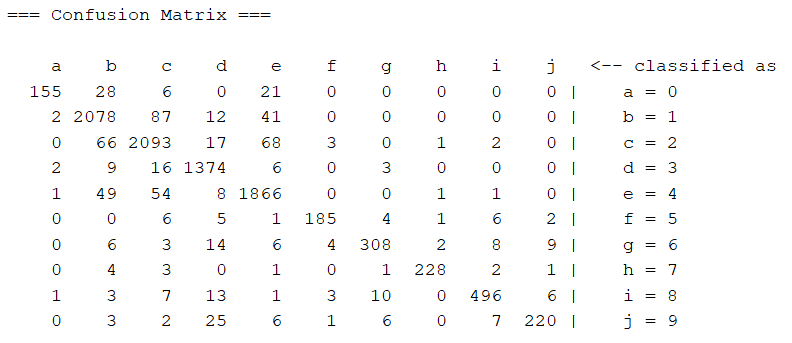 === Confusion Matrix ===
a b c d e f g h i j <-- classified as
155 28 6 0 21 0 0 0 0 0 | a = 0
2 2078 87 12 41 0 0 0 0 0 | b = 1
0 66 2093 17 68 3 0 1 2 0 | c = 2
2 9 16 1374 6 0 3 0 0 0 | d = 3
1 49 54 8 1866 0 0 1 1 0 | e = 4
0 0 6 5 1 185 4 1 6 2 | f = 5
0 6 3 14 6 4 308 2 8 9 | g = 6
0 4 3 0 1 0 1 228 2 1 | h = 7
1 3 7 13 1 3 10 0 496 6 | i = 8
0 3 2 25 6 1 6 0 7 220 | j = 9